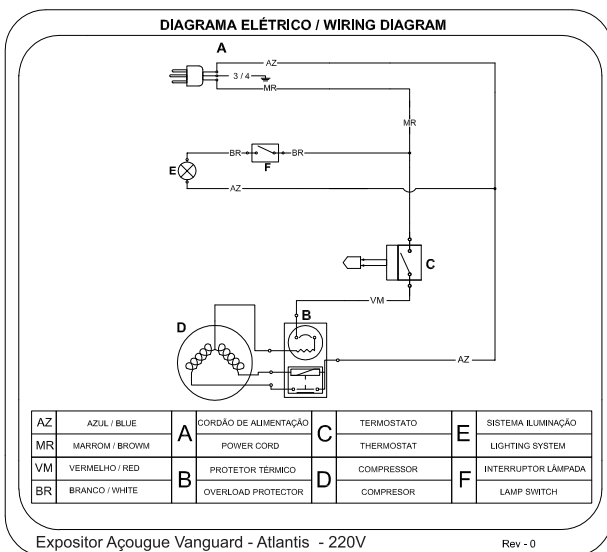 DIAGRAMA ELÉTRICO / WIRING DIAGRAM
A
AZ
3 / 4
MR
MR
BR
BR
E
F
AZ
C
VM
B
D
AZ
AZ AZUL / BLUE A CORDÃO DE ALIMENTAÇÃO C TERMOSTATO E SISTEMA ILUMINAÇÃO
MR MARROM / BROWM POWER CORD THERMOSTAT LIGHTING SYSTEM
VM VERMELHO / RED B PROTETOR TÉRMICO D COMPRESSOR F INTERRUPTOR LÂMPADA
BR BRANCO / WHITE OVERLOAD PROTECTOR COMPRESOR LAMP SWITCH
Expositor Açougue Vanguard - Atlantis - 220V Rev - 0